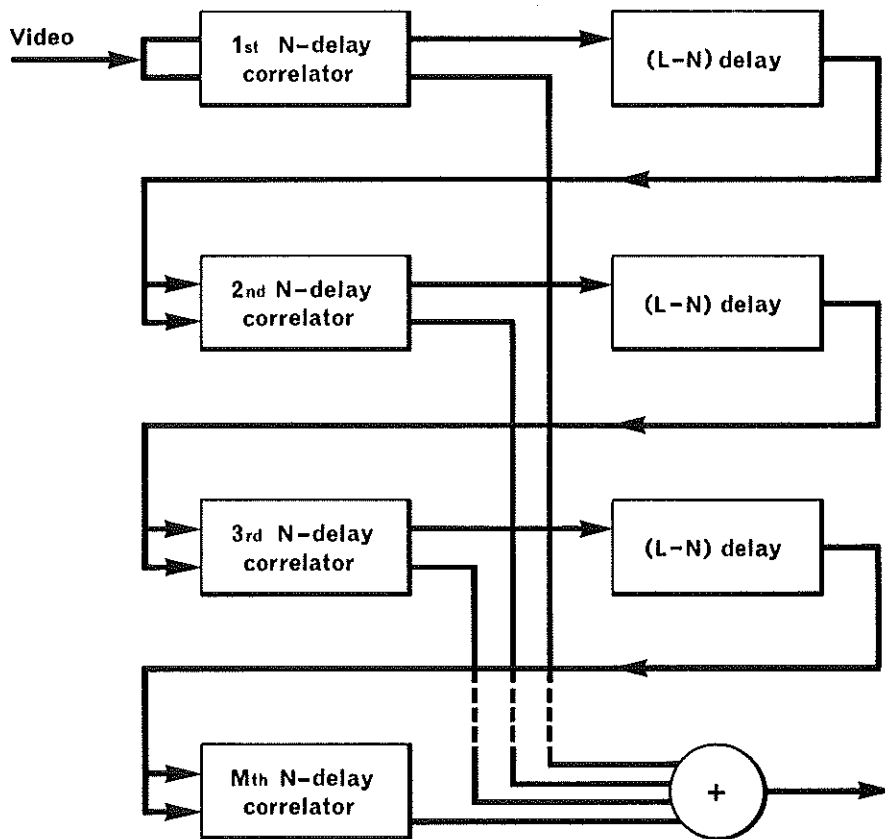 Video
1st N-delay
correlator
(L-N) delay
2nd N-delay
correlator
(L-N) delay
3rd N-delay
correlator
(L-N) delay
Mth N-delay
correlator
+